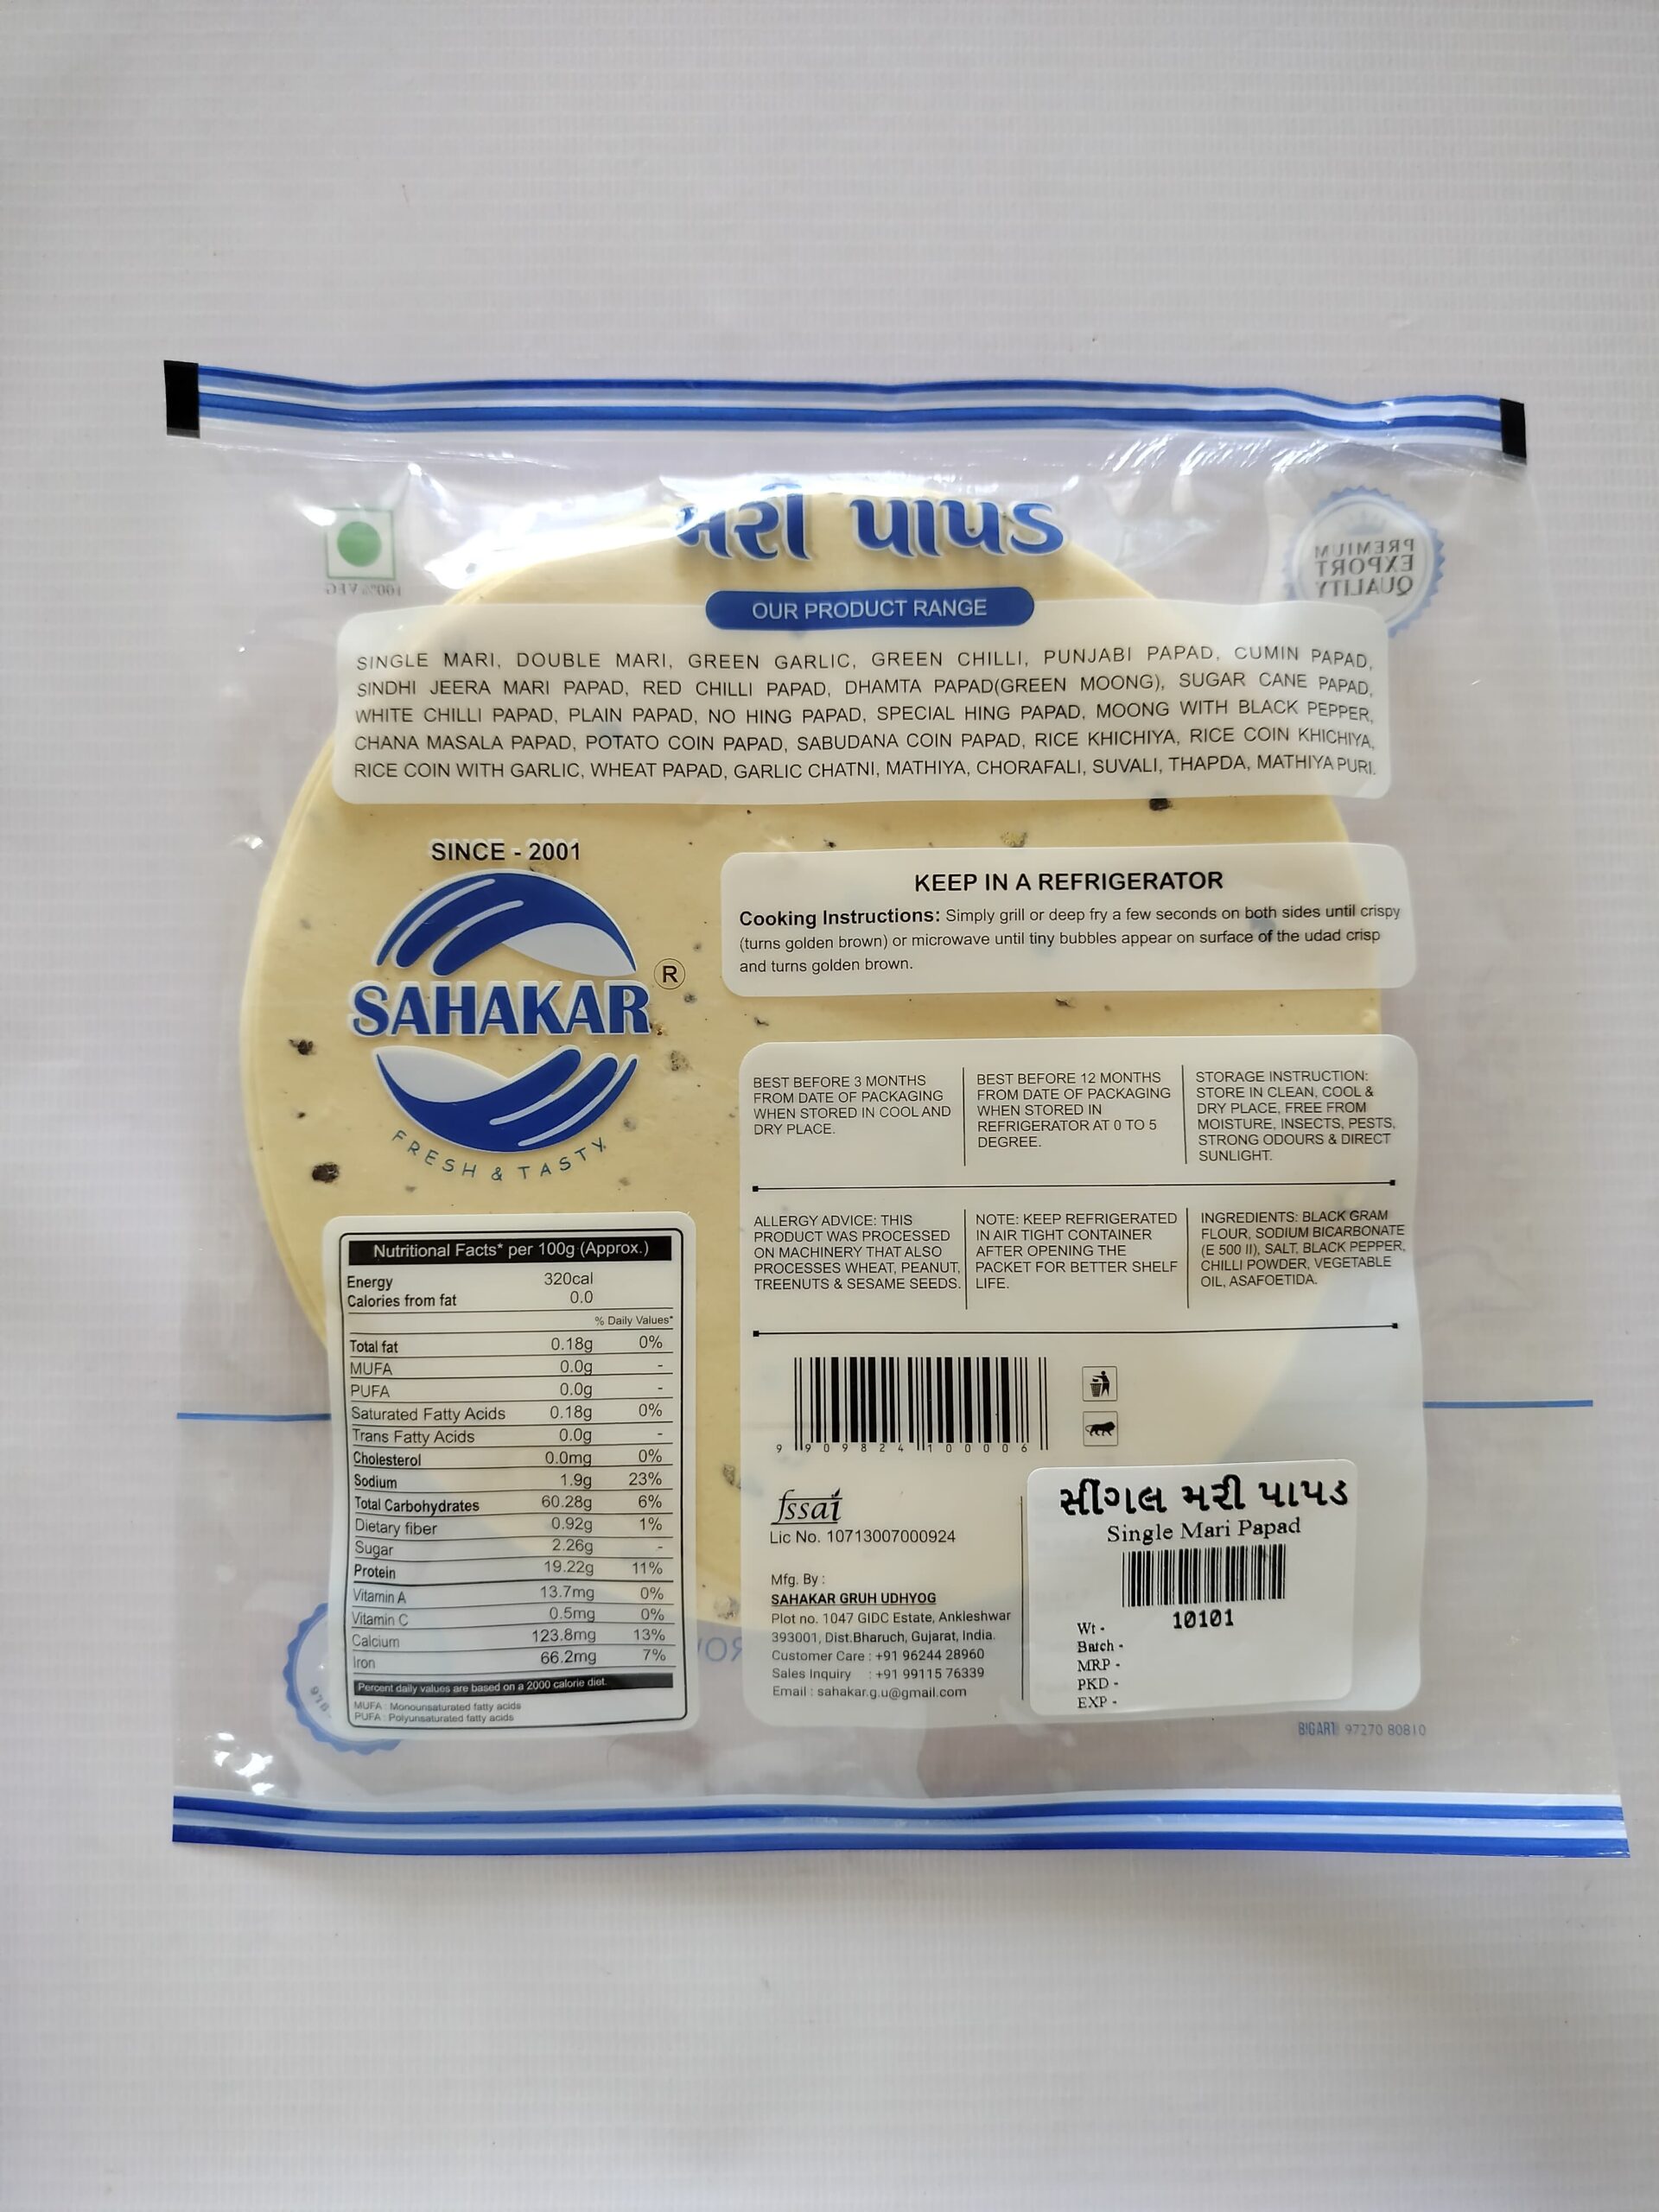 મરી પાપડ
100% VEG
PREMIUM
EXPORT
QUALITY
OUR PRODUCT RANGE
SINGLE MARI, DOUBLE MARI, GREEN GARLIC, GREEN CHILLI, PUNJABI PAPAD, CUMIN PAPAD,
SINDHI JEERA MARI PAPAD, RED CHILLI PAPAD, DHAMTA PAPAD(GREEN MOONG), SUGAR CANE PAPAD,
WHITE CHILLI PAPAD, PLAIN PAPAD, NO HING PAPAD, SPECIAL HING PAPAD, MOONG WITH BLACK PEPPER,
CHANA MASALA PAPAD, POTATO COIN PAPAD, SABUDANA COIN PAPAD, RICE KHICHIYA, RICE COIN KHICHIYA,
RICE COIN WITH GARLIC, WHEAT PAPAD, GARLIC CHATNI, MATHIYA, CHORAFALI, SUVALI, THAPDA, MATHIYA PURI.
SINCE - 2001
SAHAKAR ®
FRESH & TASTY
KEEP IN A REFRIGERATOR
Cooking Instructions: Simply grill or deep fry a few seconds on both sides until crispy
(turns golden brown) or microwave until tiny bubbles appear on surface of the udad crisp
and turns golden brown.
BEST BEFORE 3 MONTHS
FROM DATE OF PACKAGING
WHEN STORED IN COOL AND
DRY PLACE.
BEST BEFORE 12 MONTHS
FROM DATE OF PACKAGING
WHEN STORED IN
REFRIGERATOR AT 0 TO 5
DEGREE.
STORAGE INSTRUCTION:
STORE IN CLEAN, COOL &
DRY PLACE, FREE FROM
MOISTURE, INSECTS, PESTS,
STRONG ODOURS & DIRECT
SUNLIGHT.
ALLERGY ADVICE: THIS
PRODUCT WAS PROCESSED
ON MACHINERY THAT ALSO
PROCESSES WHEAT, PEANUT,
TREENUTS & SESAME SEEDS.
NOTE: KEEP REFRIGERATED
IN AIR TIGHT CONTAINER
AFTER OPENING THE
PACKET FOR BETTER SHELF
LIFE.
INGREDIENTS: BLACK GRAM
FLOUR, SODIUM BICARBONATE
(E 500 II), SALT, BLACK PEPPER,
CHILLI POWDER, VEGETABLE
OIL, ASAFOETIDA.
Nutritional Facts* per 100g (Approx.)
Energy 320cal
Calories from fat 0.0
% Daily Values*
Total fat 0.18g 0%
MUFA 0.0g -
PUFA 0.0g -
Saturated Fatty Acids 0.18g 0%
Trans Fatty Acids 0.0g -
Cholesterol 0.0mg 0%
Sodium 1.9g 23%
Total Carbohydrates 60.28g 6%
Dietary fiber 0.92g 1%
Sugar 2.26g -
Protein 19.22g 11%
Vitamin A 13.7mg 0%
Vitamin C 0.5mg 0%
Calcium 123.8mg 13%
Iron 66.2mg 7%
Percent daily values are based on a 2000 calorie diet.
MUFA : Monounsaturated fatty acids
PUFA : Polyunsaturated fatty acids
9 909824 100006
fssai
Lic No. 10713007000924
Mfg. By :
SAHAKAR GRUH UDHYOG
Plot no. 1047 GIDC Estate, Ankleshwar
393001, Dist.Bharuch, Gujarat, India.
Customer Care : +91 96244 28960
Sales Inquiry : +91 99115 76339
Email : sahakar.g.u@gmail.com
સીંગલ મરી પાપડ
Single Mari Papad
10101
Wt -
Batch -
MRP -
PKD -
EXP -
BIGART 97270 80810